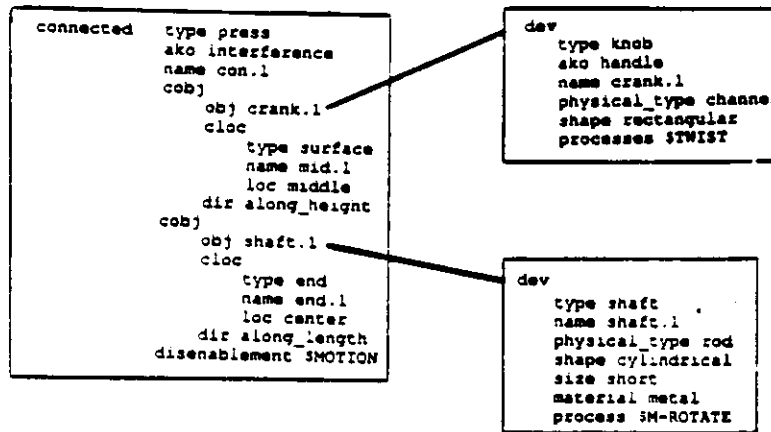 connected type press
ako interference
name con.1
cobj
obj crank.1
cloc
type surface
name mid.1
loc middle
dir along_height
cobj
obj shaft.1
cloc
type end
name end.1
loc center
dir along_length
disenablement $MOTION
dev
type knob
ako handle
name crank.1
physical_type channel
shape rectangular
processes $TWIST
dev
type shaft
name shaft.1
physical_type rod
shape cylindrical
size short
material metal
process $M-ROTATE